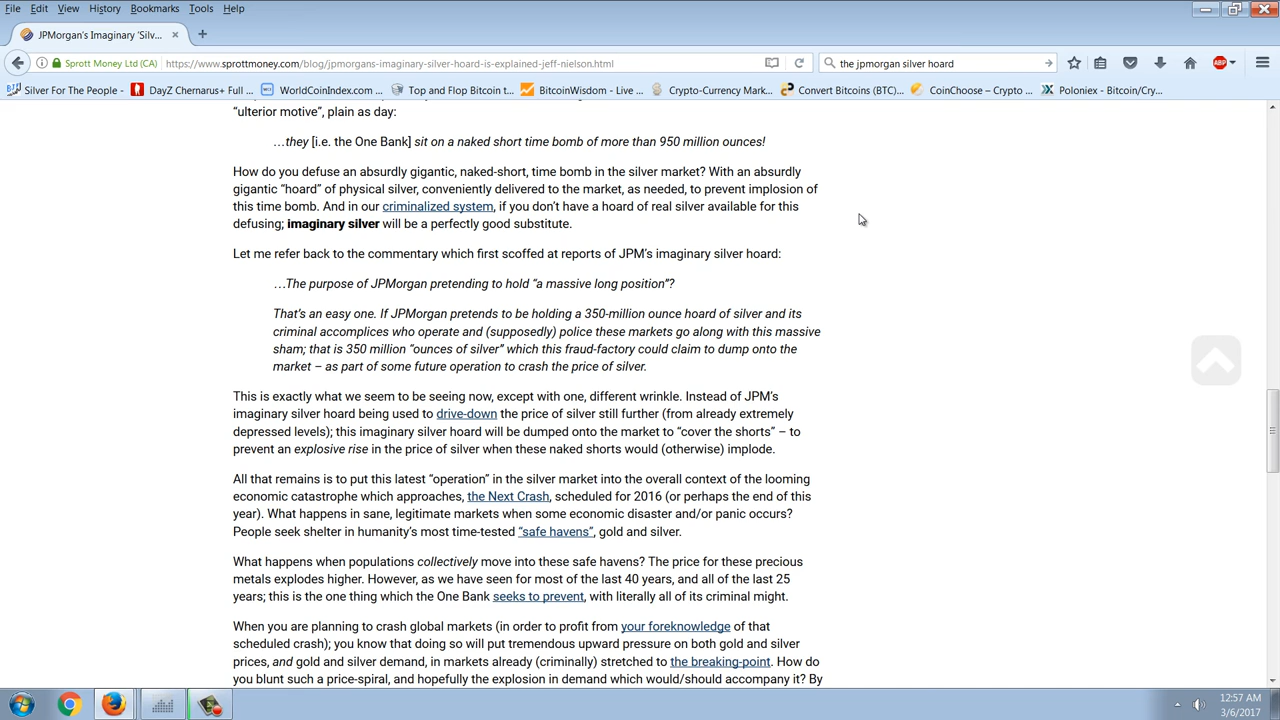 File Edit View History Bookmarks Tools Help
JPMorgan's Imaginary 'Silv...
Sprott Money Ltd (CA) https://www.sprottmoney.com/blog/jpmorgans-imaginary-silver-hoard-is-explained-jeff-nielson.html the jpmorgan silver hoard ABP
Silver For The People - ... DayZ Chernarus+ Full ... WorldCoinIndex.com ... Top and Flop Bitcoin t... BitcoinWisdom - Live ... Crypto-Currency Mark... Convert Bitcoins (BTC)... CoinChoose – Crypto ... Poloniex - Bitcoin/Cry...
"ulterior motive", plain as day:
…they [i.e. the One Bank] sit on a naked short time bomb of more than 950 million ounces!
How do you defuse an absurdly gigantic, naked-short, time bomb in the silver market? With an absurdly
gigantic "hoard" of physical silver, conveniently delivered to the market, as needed, to prevent implosion of
this time bomb. And in our criminalized system, if you don't have a hoard of real silver available for this
defusing; imaginary silver will be a perfectly good substitute.
Let me refer back to the commentary which first scoffed at reports of JPM's imaginary silver hoard:
…The purpose of JPMorgan pretending to hold "a massive long position"?
That's an easy one. If JPMorgan pretends to be holding a 350-million ounce hoard of silver and its
criminal accomplices who operate and (supposedly) police these markets go along with this massive
sham; that is 350 million "ounces of silver" which this fraud-factory could claim to dump onto the
market – as part of some future operation to crash the price of silver.
This is exactly what we seem to be seeing now, except with one, different wrinkle. Instead of JPM's
imaginary silver hoard being used to drive-down the price of silver still further (from already extremely
depressed levels); this imaginary silver hoard will be dumped onto the market to "cover the shorts" – to
prevent an explosive rise in the price of silver when these naked shorts would (otherwise) implode.
All that remains is to put this latest "operation" in the silver market into the overall context of the looming
economic catastrophe which approaches, the Next Crash, scheduled for 2016 (or perhaps the end of this
year). What happens in sane, legitimate markets when some economic disaster and/or panic occurs?
People seek shelter in humanity's most time-tested "safe havens", gold and silver.
What happens when populations collectively move into these safe havens? The price for these precious
metals explodes higher. However, as we have seen for most of the last 40 years, and all of the last 25
years; this is the one thing which the One Bank seeks to prevent, with literally all of its criminal might.
When you are planning to crash global markets (in order to profit from your foreknowledge of that
scheduled crash); you know that doing so will put tremendous upward pressure on both gold and silver
prices, and gold and silver demand, in markets already (criminally) stretched to the breaking-point. How do
you blunt such a price-spiral, and hopefully the explosion in demand which would/should accompany it? By
12:57 AM
3/6/2017